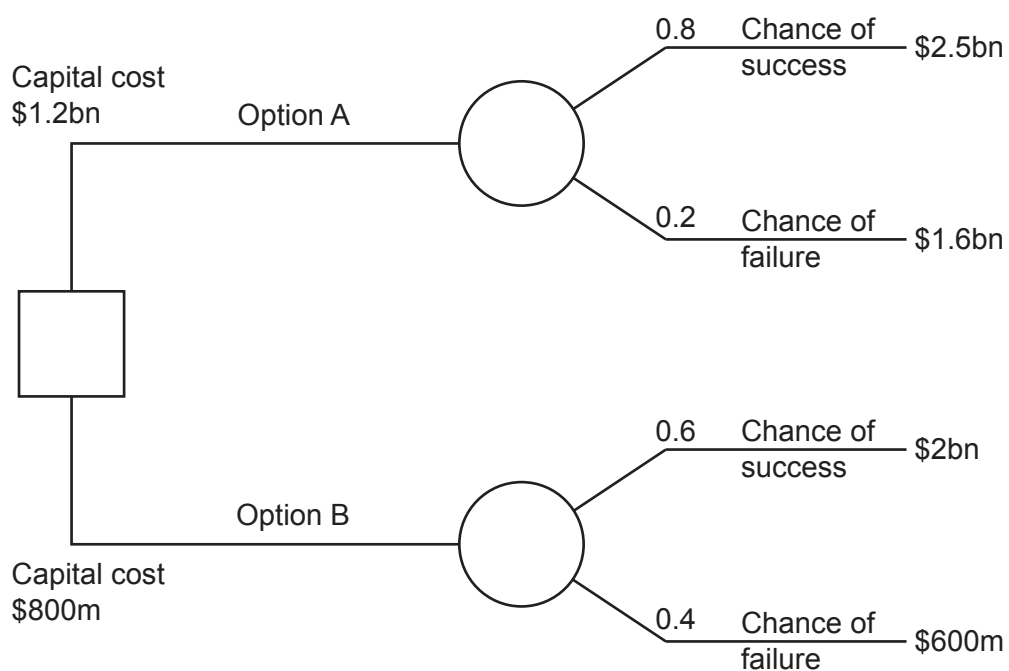 0.8 Chance of success $2.5bn
Capital cost
$1.2bn
Option A
0.2 Chance of failure $1.6bn
0.6 Chance of success $2bn
Option B
Capital cost
$800m
0.4 Chance of failure $600m